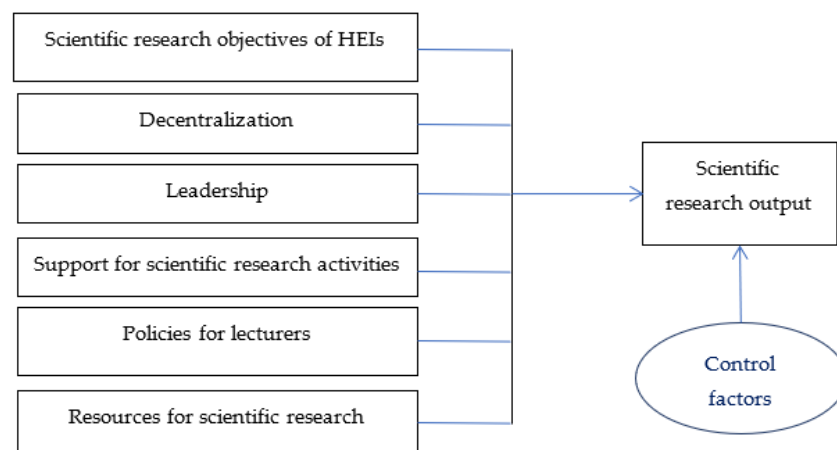 Scientific research objectives of HEIs
Decentralization
Leadership
Support for scientific research activities
Policies for lecturers
Resources for scientific research
Scientific
research output
Control
factors